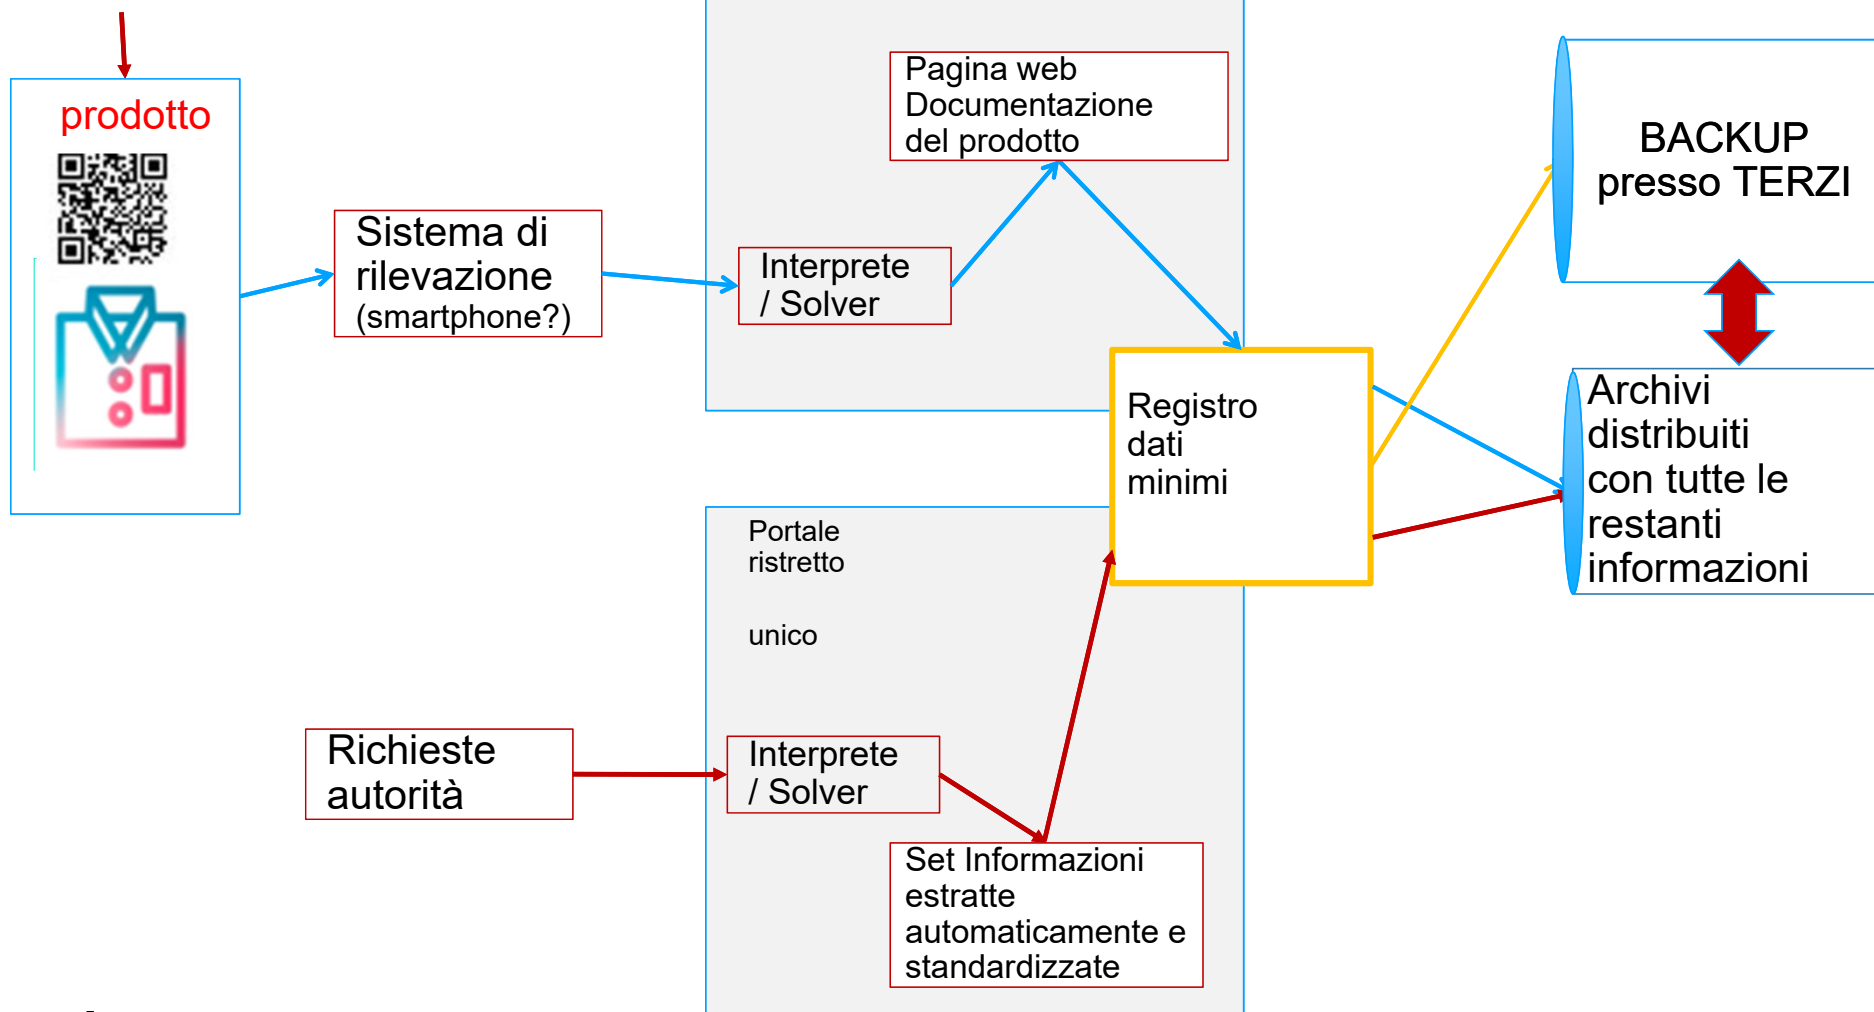 prodotto
Sistema di
rilevazione
(smartphone?)
Pagina web
Documentazione
del prodotto
Interprete
/ Solver
Registro
dati
minimi
BACKUP
presso TERZI
Archivi
distribuiti
con tutte le
restanti
informazioni
Portale
ristretto
unico
Richieste
autorità
Interprete
/ Solver
Set Informazioni
estratte
automaticamente e
standardizzate